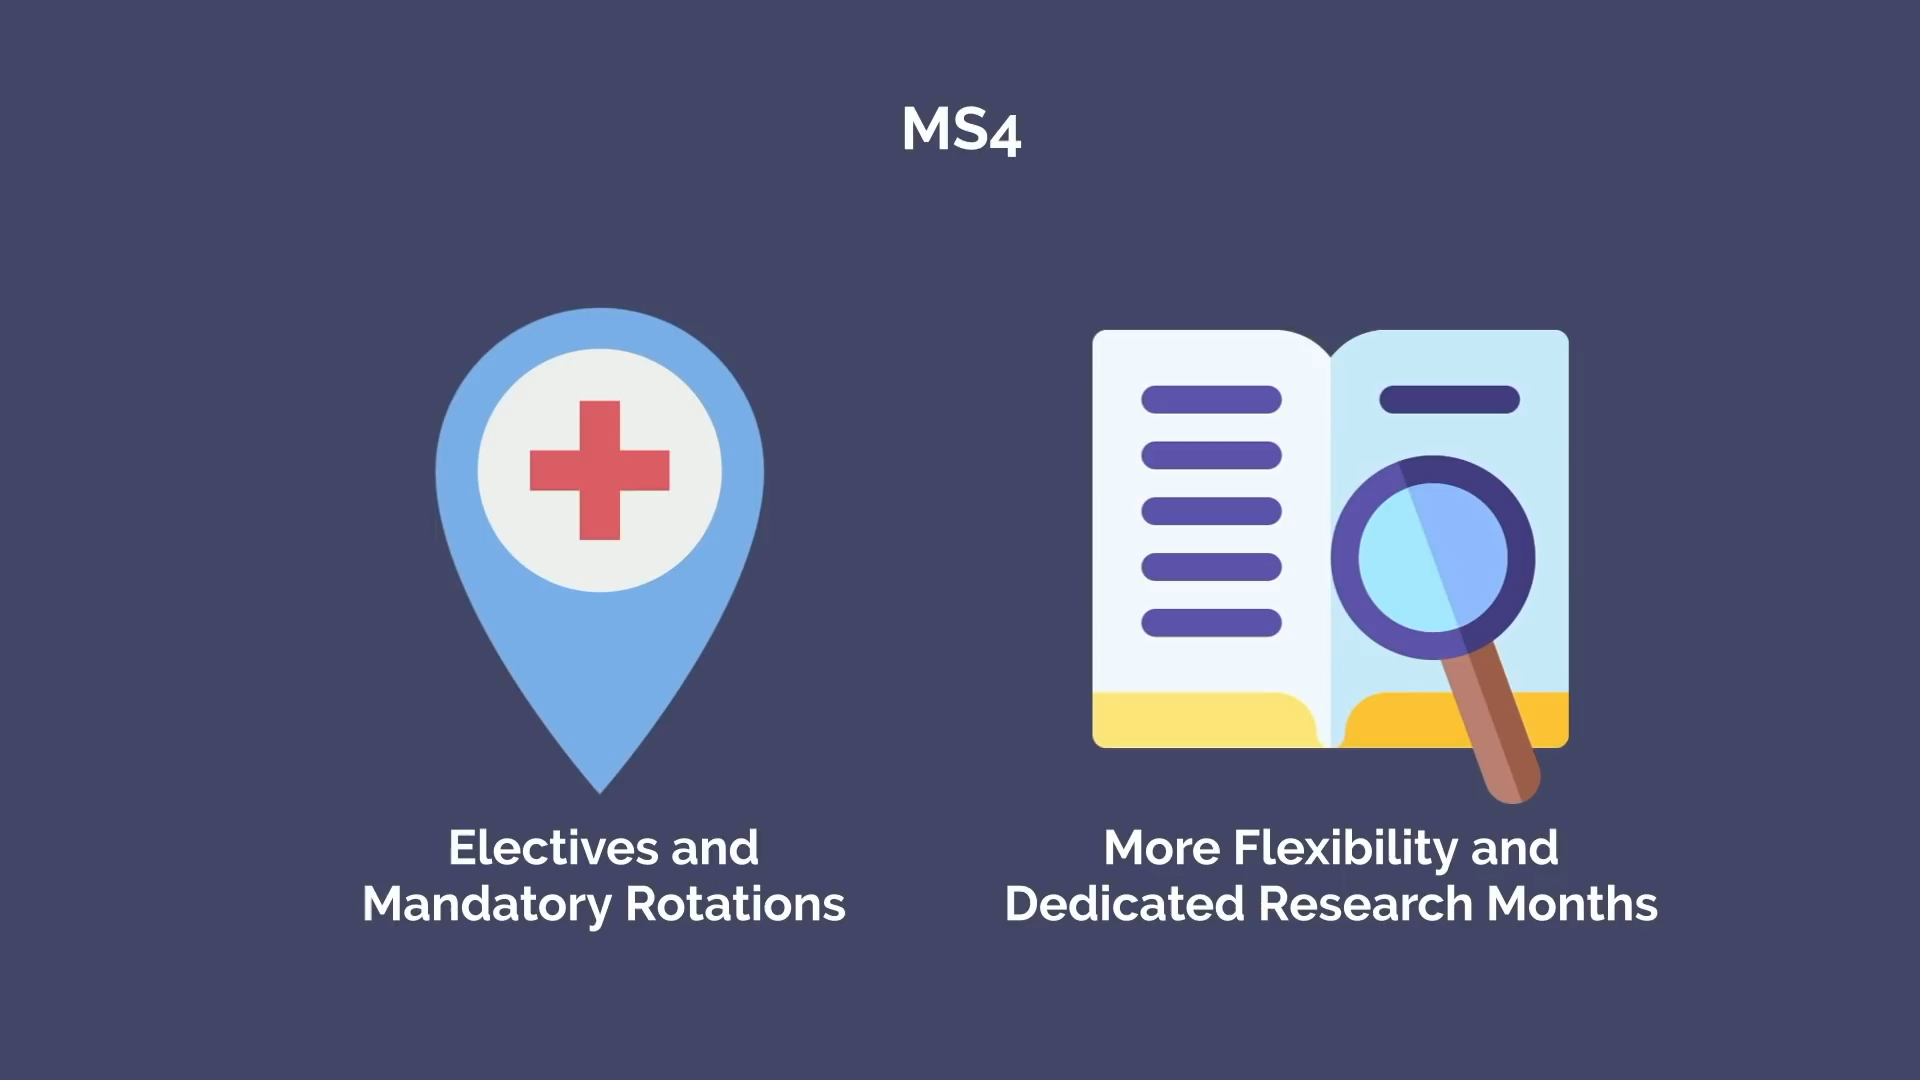 MS4
Electives and
Mandatory Rotations
More Flexibility and
Dedicated Research Months